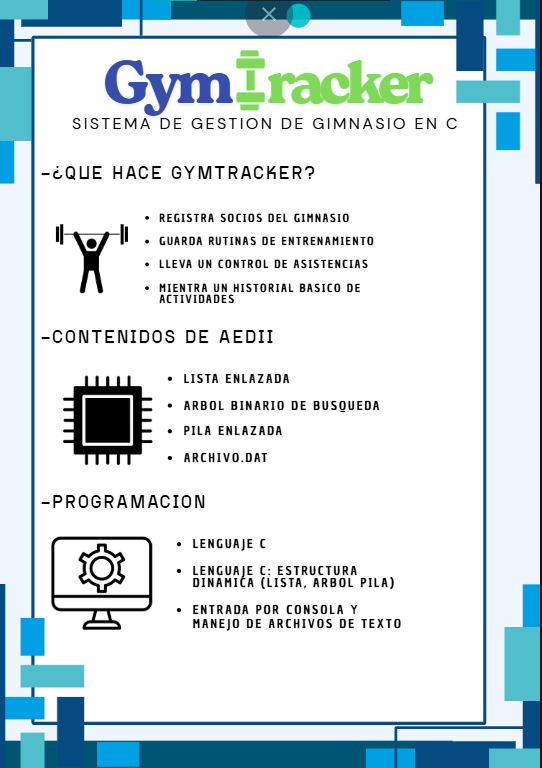 GymTracker
SISTEMA DE GESTION DE GIMNASIO EN C
-¿QUE HACE GYMTRACKER?
• REGISTRA SOCIOS DEL GIMNASIO
• GUARDA RUTINAS DE ENTRENAMIENTO
• LLEVA UN CONTROL DE ASISTENCIAS
• MIENTRA UN HISTORIAL BASICO DE
ACTIVIDADES
-CONTENIDOS DE AEDII
• LISTA ENLAZADA
• ARBOL BINARIO DE BUSQUEDA
• PILA ENLAZADA
• ARCHIVO.DAT
-PROGRAMACION
• LENGUAJE C
• LENGUAJE C: ESTRUCTURA
DINAMICA (LISTA, ARBOL PILA)
• ENTRADA POR CONSOLA Y
MANEJO DE ARCHIVOS DE TEXTO